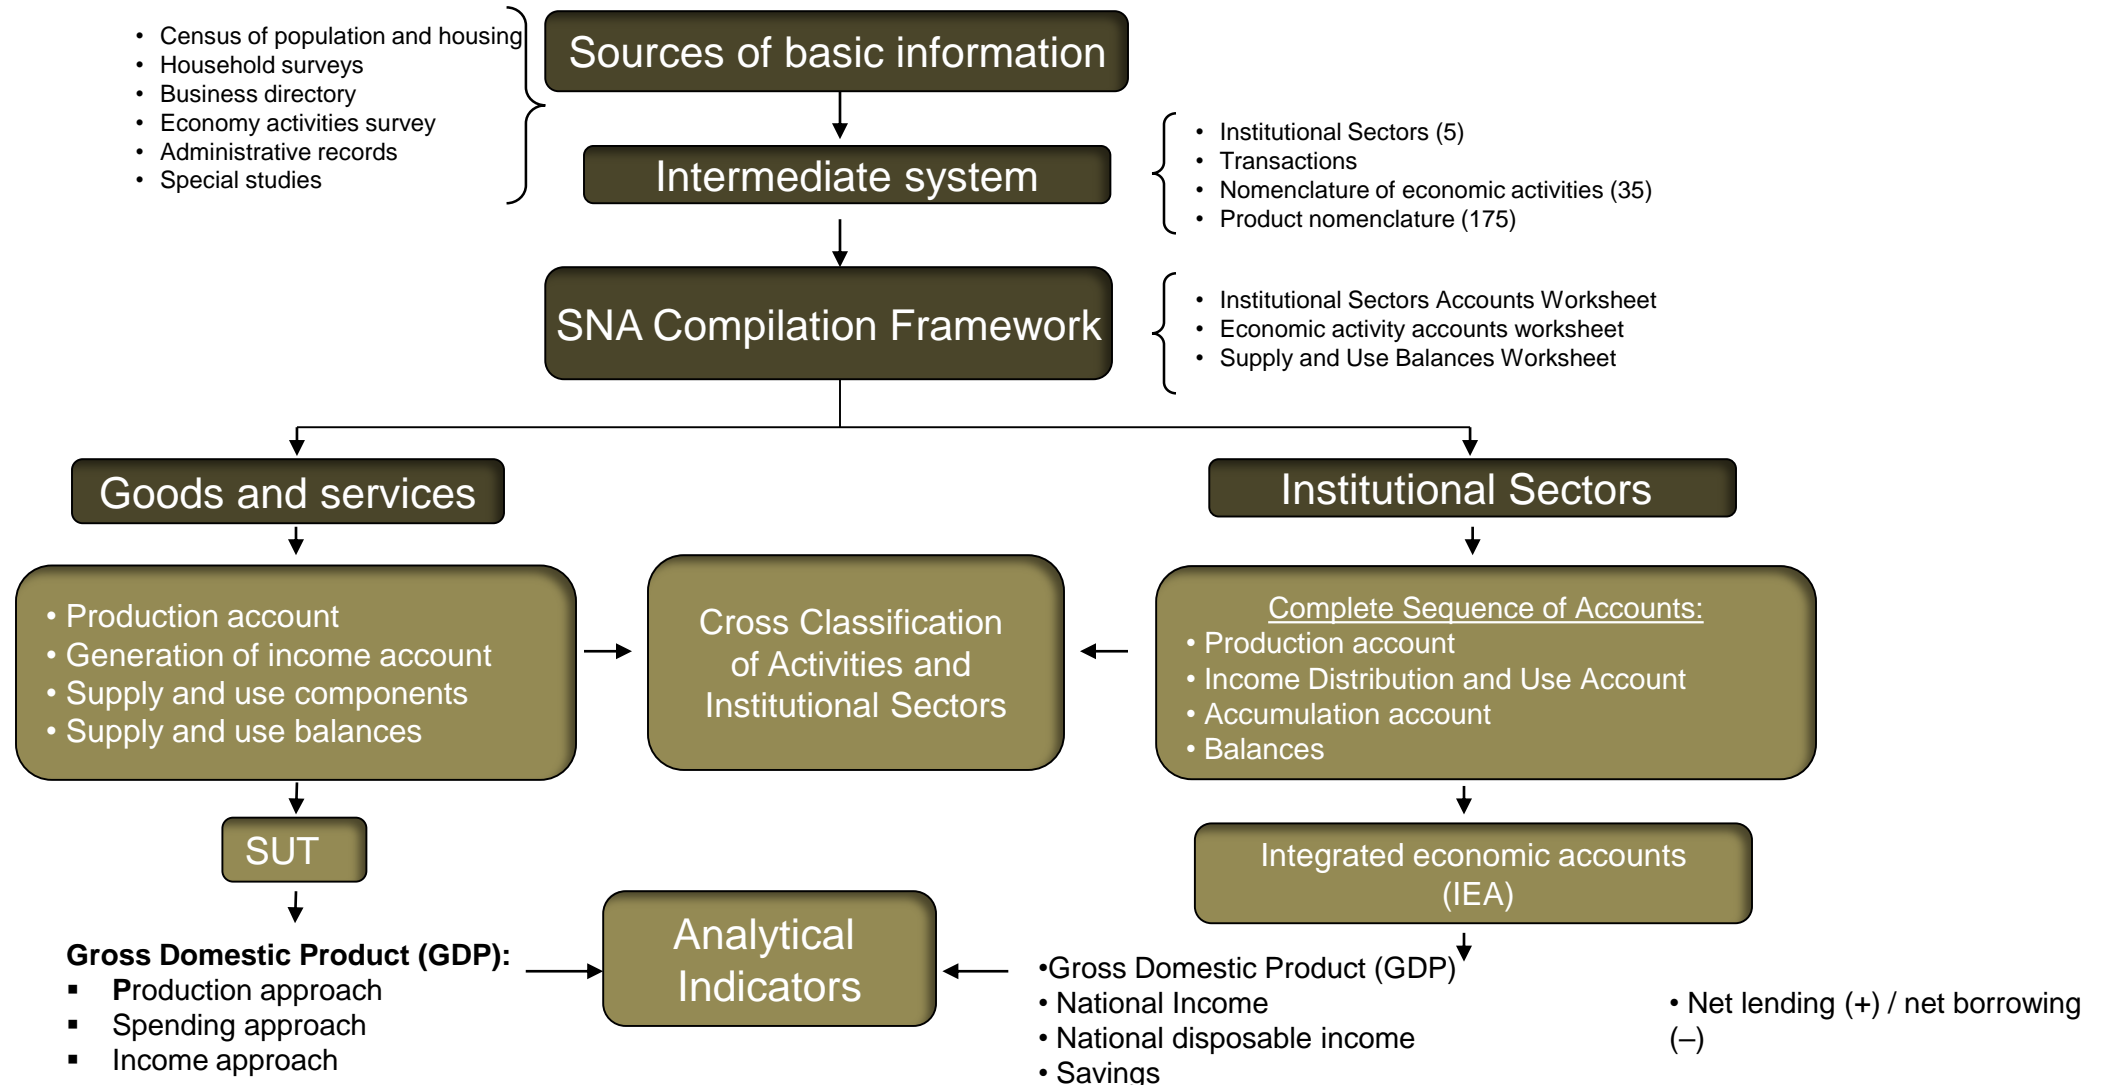 • Census of population and housing
• Household surveys
• Business directory
• Economy activities survey
• Administrative records
• Special studies
Sources of basic information
Intermediate system
• Institutional Sectors (5)
• Transactions
• Nomenclature of economic activities (35)
• Product nomenclature (175)
SNA Compilation Framework
• Institutional Sectors Accounts Worksheet
• Economic activity accounts worksheet
• Supply and Use Balances Worksheet
Goods and services
Institutional Sectors
• Production account
• Generation of income account
• Supply and use components
• Supply and use balances
Cross Classification
of Activities and
Institutional Sectors
Complete Sequence of Accounts:
• Production account
• Income Distribution and Use Account
• Accumulation account
• Balances
SUT
Integrated economic accounts
(IEA)
Gross Domestic Product (GDP):
▪ Production approach
▪ Spending approach
▪ Income approach
Analytical
Indicators
•Gross Domestic Product (GDP)
• National Income
• National disposable income
• Savings
• Net lending (+) / net borrowing
(–)